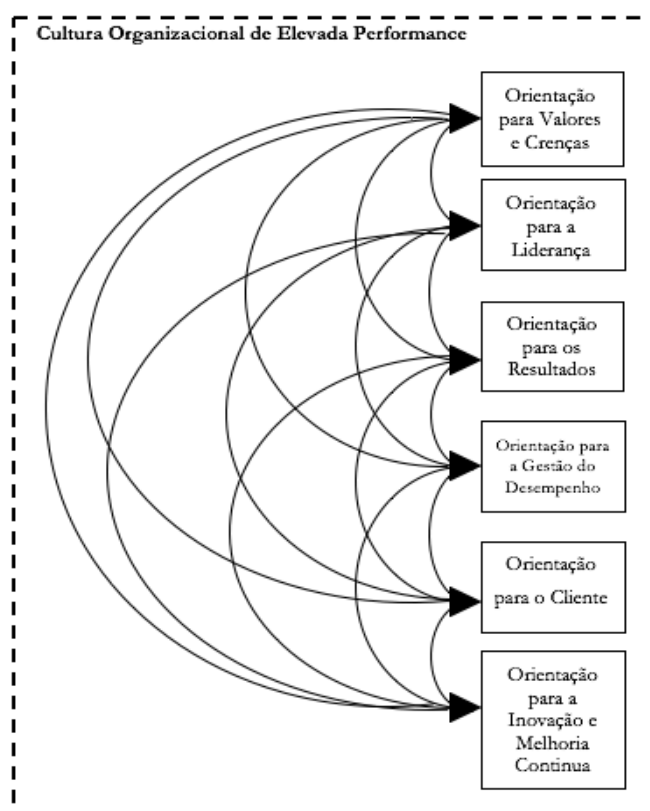 Cultura Organizacional de Elevada Performance
Orientação
para Valores
e Crenças
Orientação
para a
Liderança
Orientação
para os
Resultados
Orientação para
a Gestão do
Desempenho
Orientação
para o Cliente
Orientação
para a
Inovação e
Melhoria
Continua